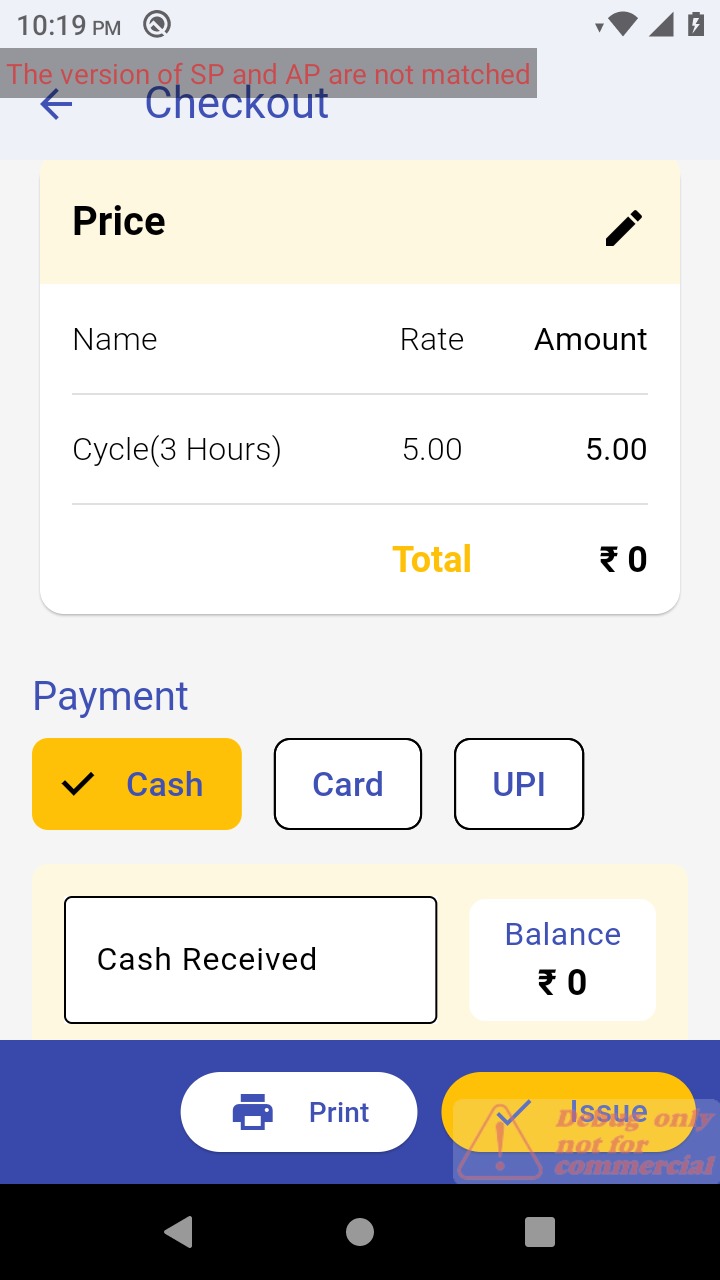 10:19 PM
The version of SP and AP are not matched
Checkout
Price
Name Rate Amount
Cycle(3 Hours) 5.00 5.00
Total ₹ 0
Payment
Cash Card UPI
Cash Received
Balance
₹ 0
Print Issue
DeBug only
not for
commercial